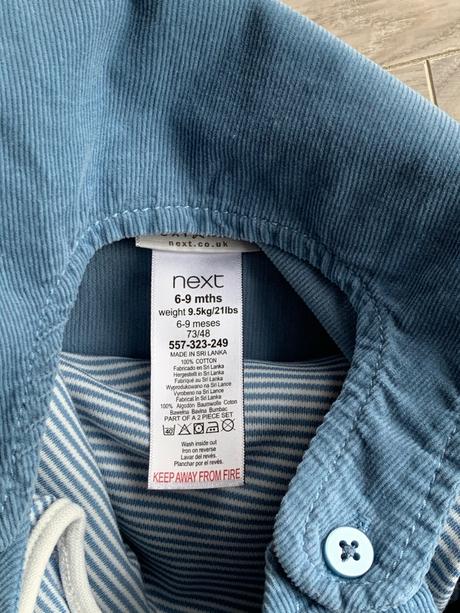 next.co.uk
next
6-9 mths
weight 9.5kg/21lbs
6-9 meses
73/48
557-323-249
MADE IN SRI LANKA
100% COTTON
Fabricado en Sri Lanka
Hergestellt in Sri Lanka
Fabriqué au Sri Lanka
Wyprodukowano na Sri Lance
Vyrobeno na Sri Lance
Fabricat în Sri Lanka
100% Algodón Baumwolle Coton
Bawełna Bavlna Bumbac
PART OF A 2 PIECE SET
40
Wash inside out
Iron on reverse
Lavar del revés.
Planchar por el revés.
KEEP AWAY FROM FIRE